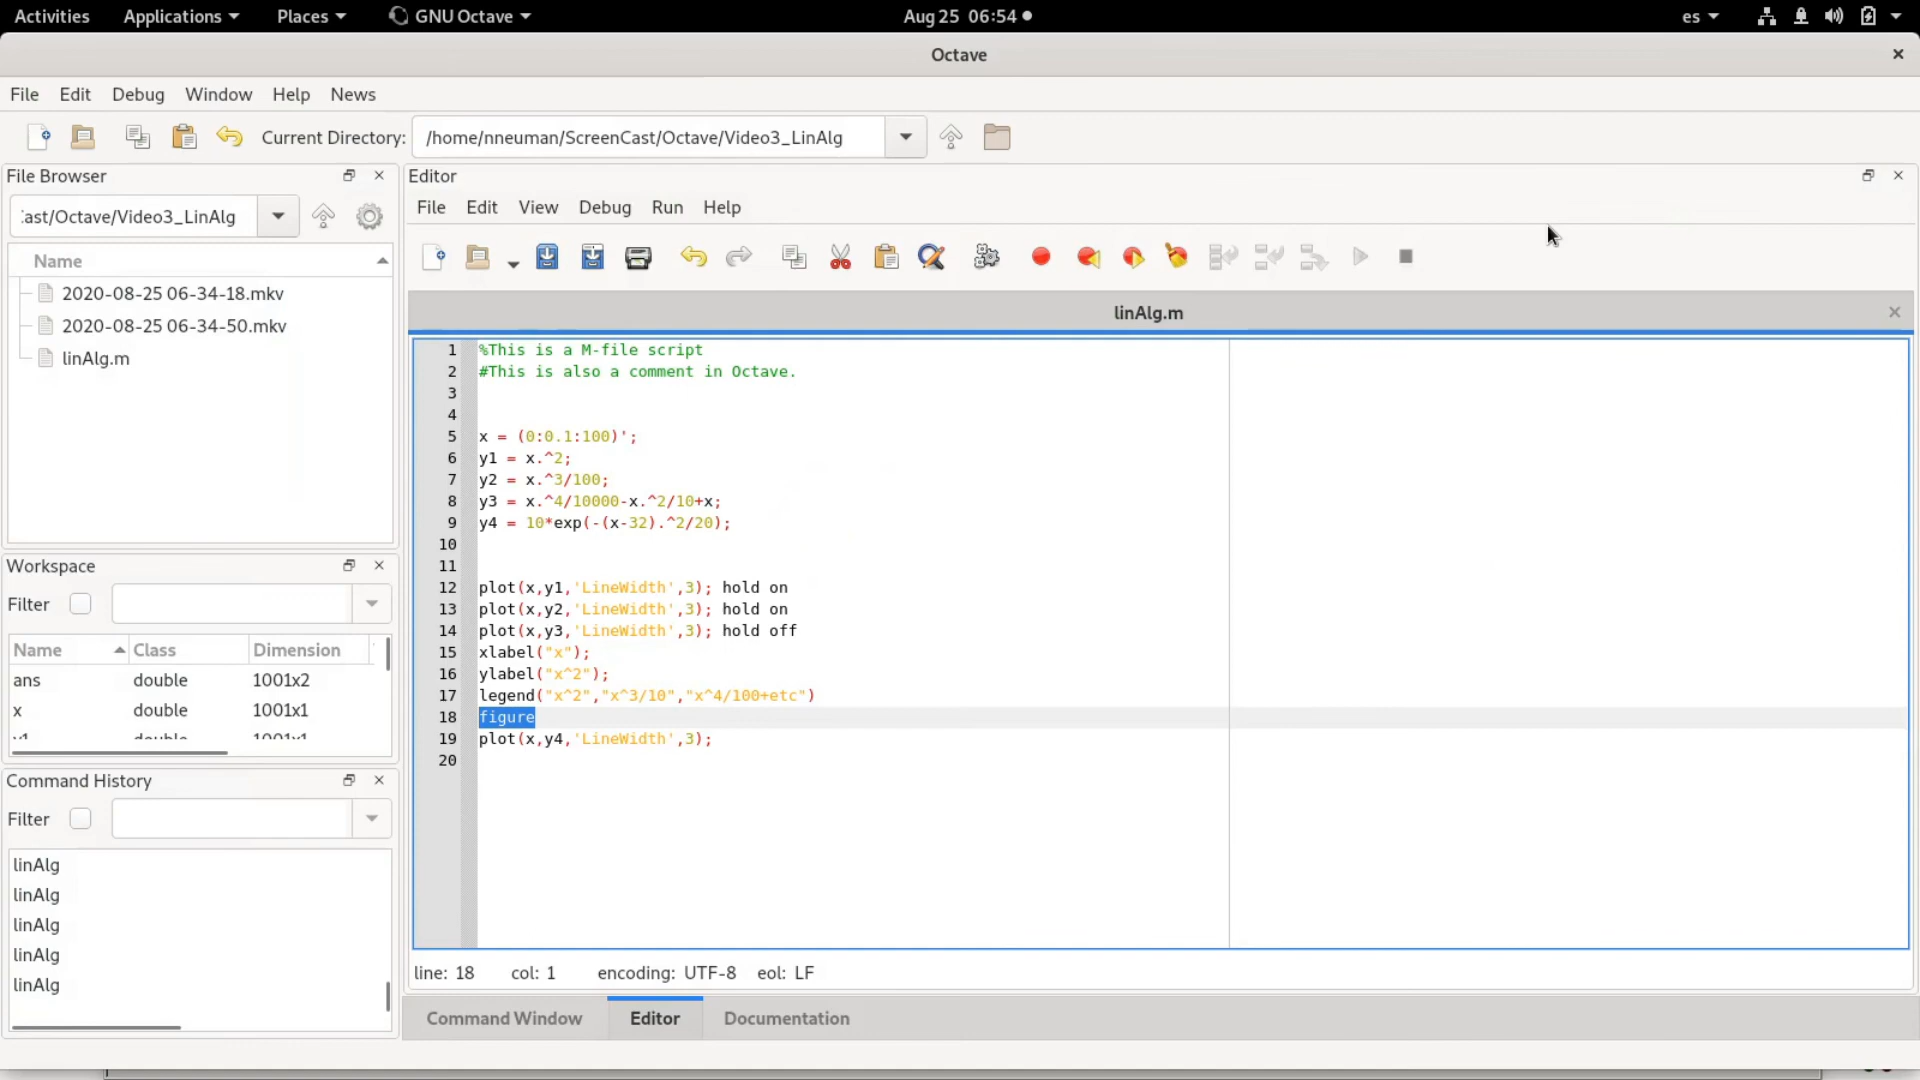 Activities Applications Places GNU Octave Aug 25 06:54 es
Octave
File Edit Debug Window Help News
Current Directory: /home/nneuman/ScreenCast/Octave/Video3_LinAlg
File Browser
:ast/Octave/Video3_LinAlg
Name
2020-08-25 06-34-18.mkv
2020-08-25 06-34-50.mkv
linAlg.m
Workspace
Filter
Name Class Dimension
ans double 1001x2
x double 1001x1
y1 double 1001x1
Command History
Filter
linAlg
linAlg
linAlg
linAlg
linAlg
Editor
File Edit View Debug Run Help
linAlg.m
1 %This is a M-file script
2 #This is also a comment in Octave.
3
4
5 x = (0:0.1:100)';
6 y1 = x.^2;
7 y2 = x.^3/100;
8 y3 = x.^4/10000-x.^2/10+x;
9 y4 = 10*exp(-(x-32).^2/20);
10
11
12 plot(x,y1,'LineWidth',3); hold on
13 plot(x,y2,'LineWidth',3); hold on
14 plot(x,y3,'LineWidth',3); hold off
15 xlabel("x");
16 ylabel("x^2");
17 legend("x^2","x^3/10","x^4/100+etc")
18 figure
19 plot(x,y4,'LineWidth',3);
20
line: 18 col: 1 encoding: UTF-8 eol: LF
Command Window Editor Documentation